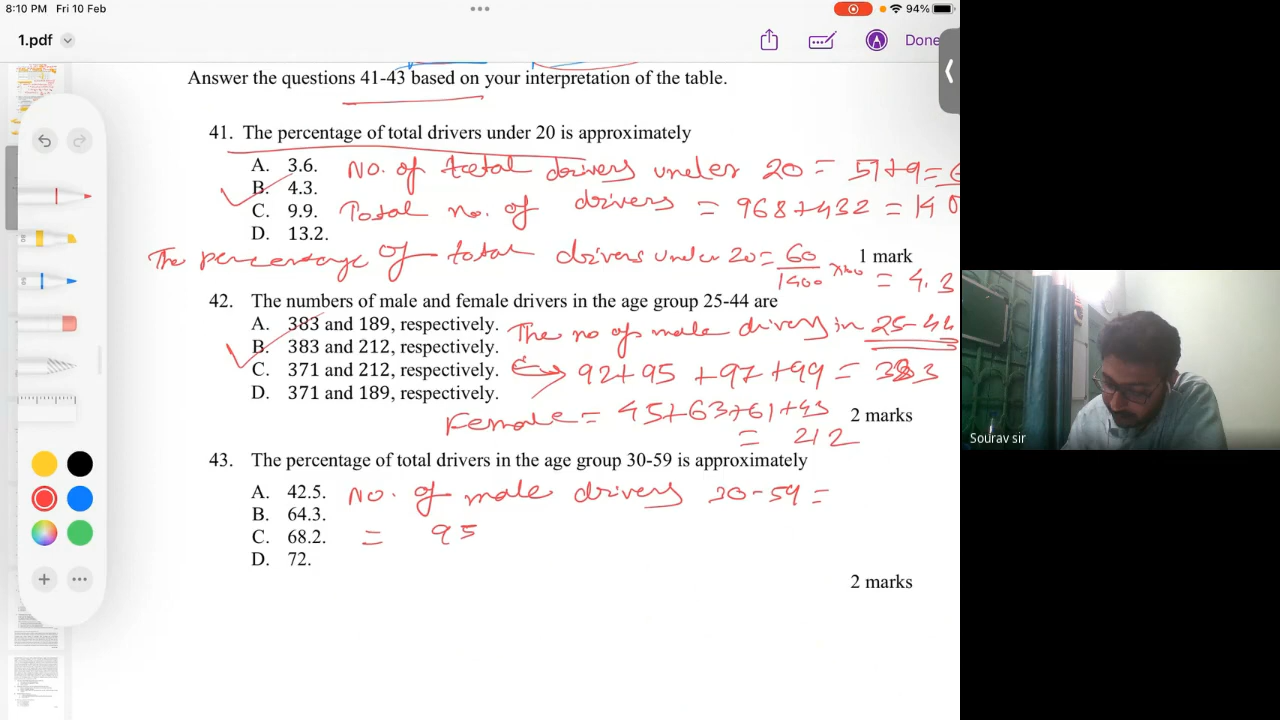 8:10 PM Fri 10 Feb
94%
1.pdf
Done
Answer the questions 41-43 based on your interpretation of the table.
41. The percentage of total drivers under 20 is approximately
A. 3.6.
No. of total drivers under 20 = 51+9 =
B. 4.3.
C. 9.9.
Total no. of drivers = 968+432 = 140
D. 13.2.
The percentage of total drivers under 20 = 60/1400 ×100 = 4.3
1 mark
42. The numbers of male and female drivers in the age group 25-44 are
A. 383 and 189, respectively.
The no of male drivers in 25-44
B. 383 and 212, respectively.
C. 371 and 212, respectively.
92+95+97+99 = 383
D. 371 and 189, respectively.
Female = 45+63+61+43
2 marks
= 212
43. The percentage of total drivers in the age group 30-59 is approximately
A. 42.5.
No. of male drivers 30-59 =
B. 64.3.
C. 68.2.
= 95
D. 72.
2 marks
Sourav sir